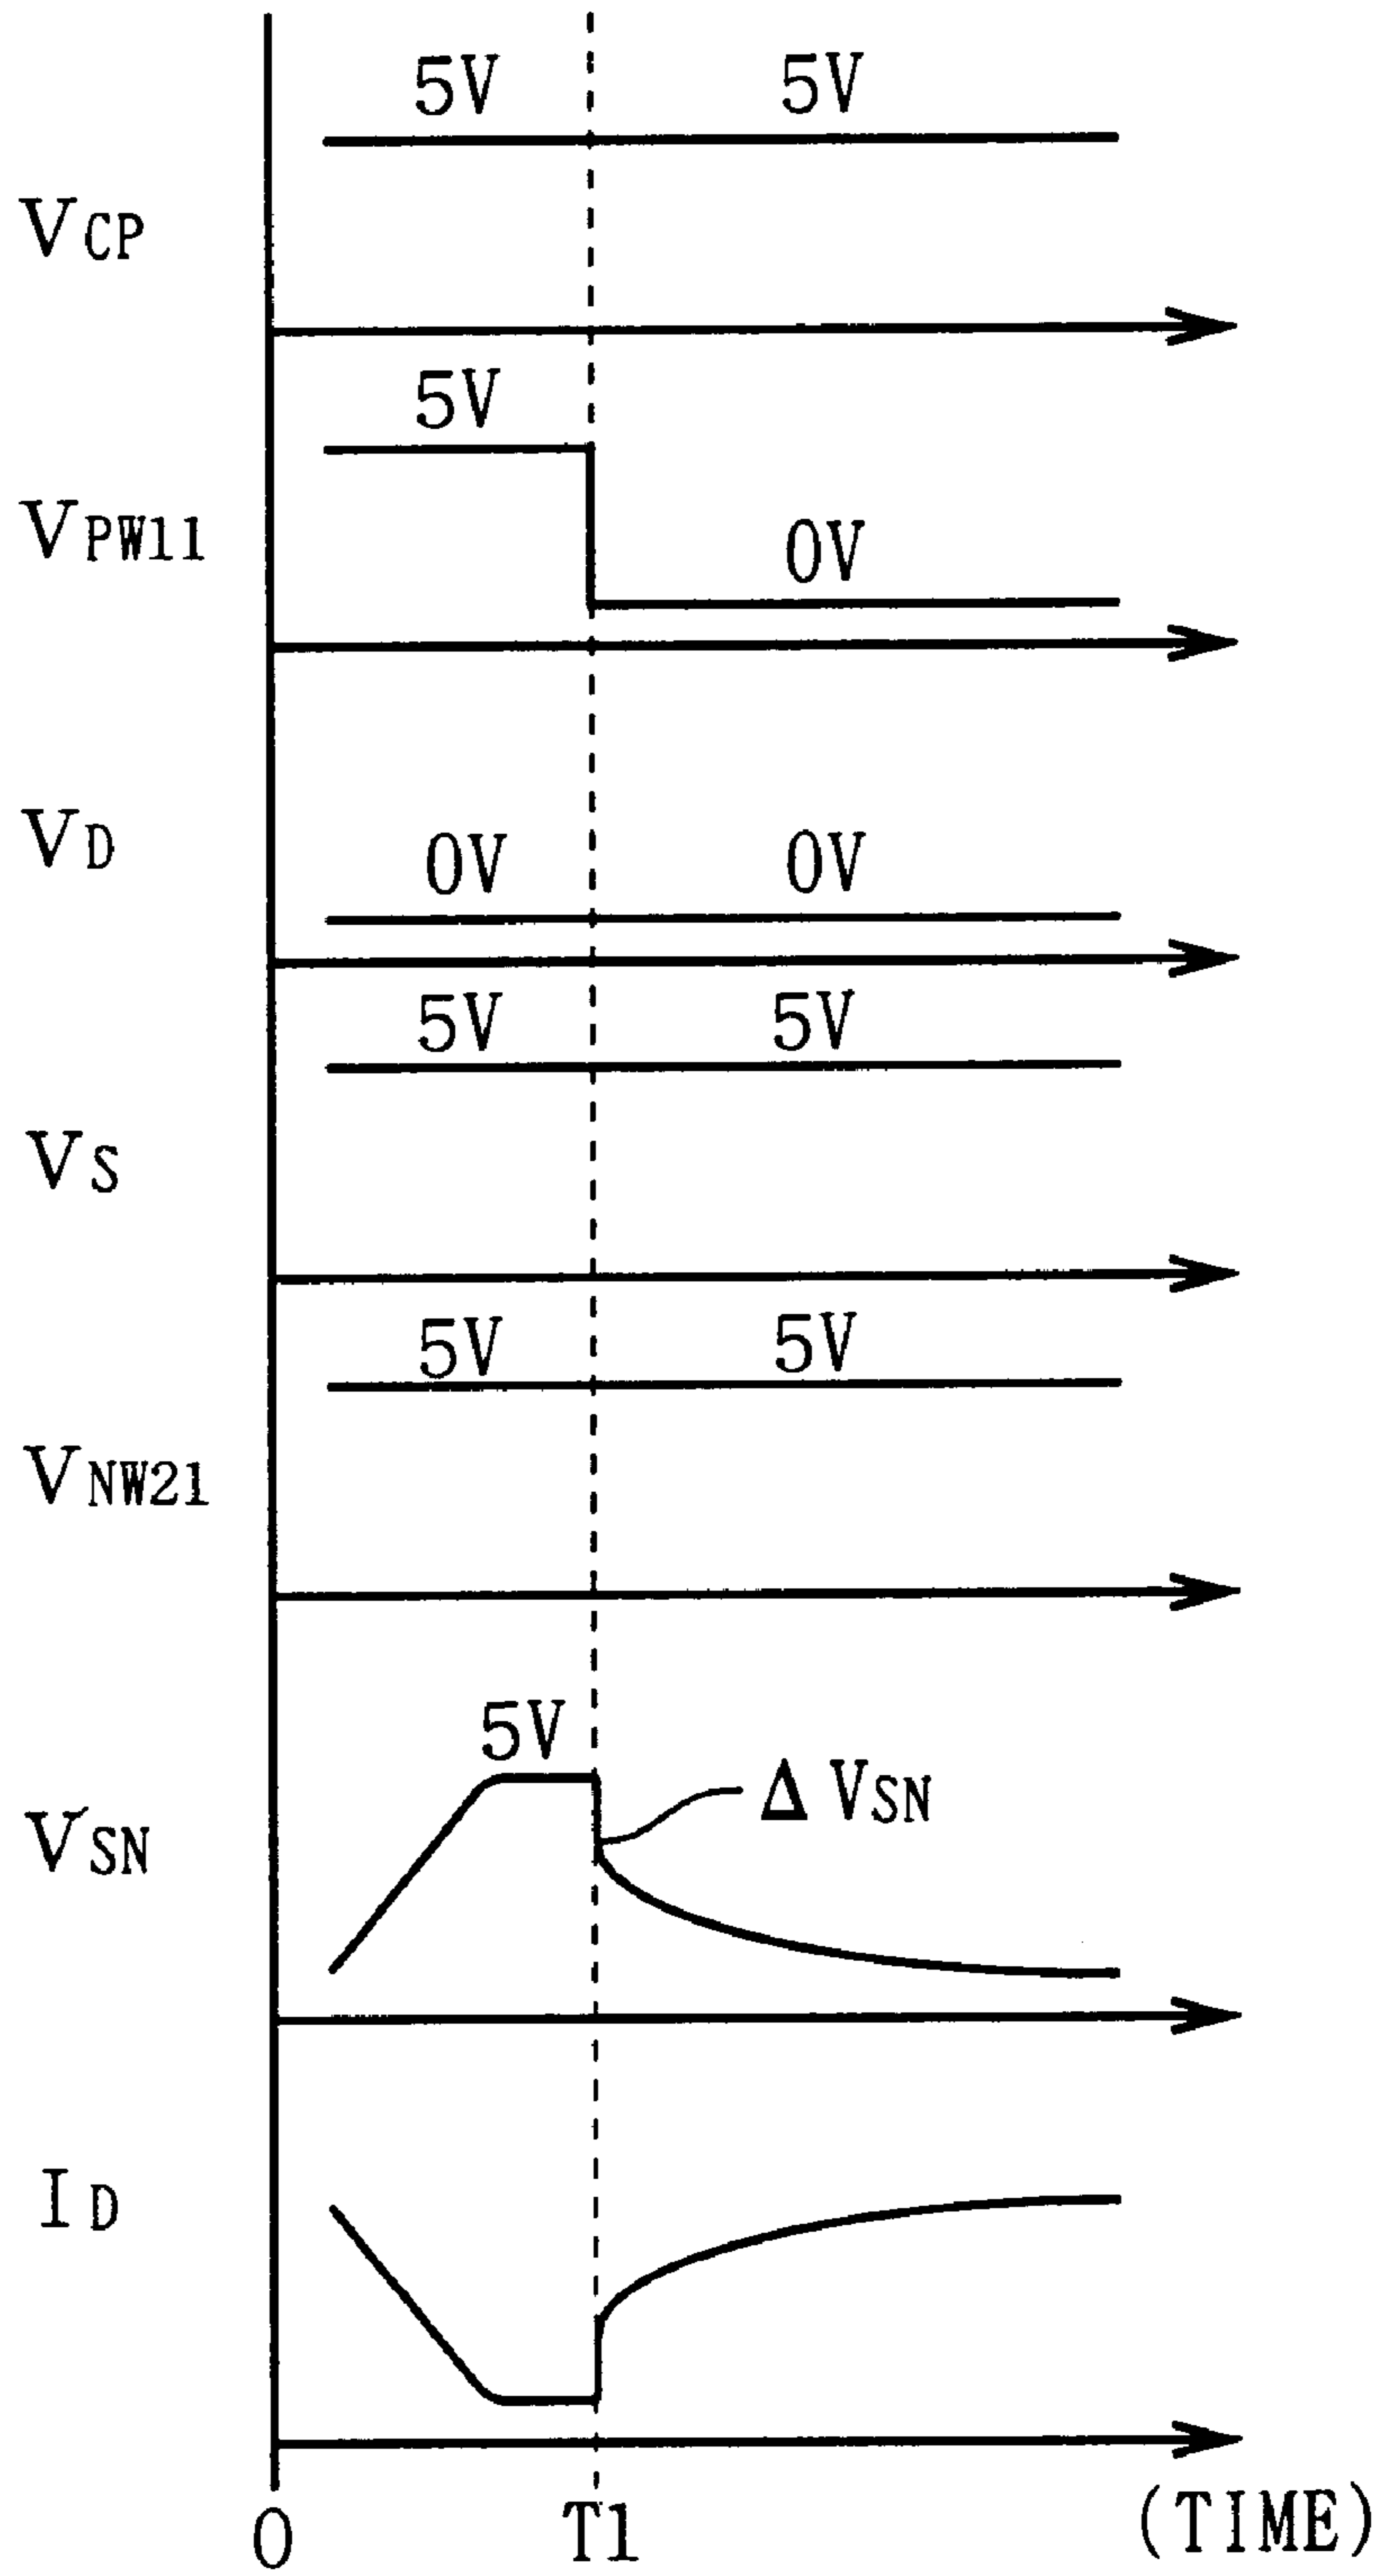 5V 5V
VCP
5V
VPW11 0V
VD 0V 0V
5V 5V
VS
5V 5V
VNW21
5V
VSN Δ VSN
ID
0 T1 (TIME)